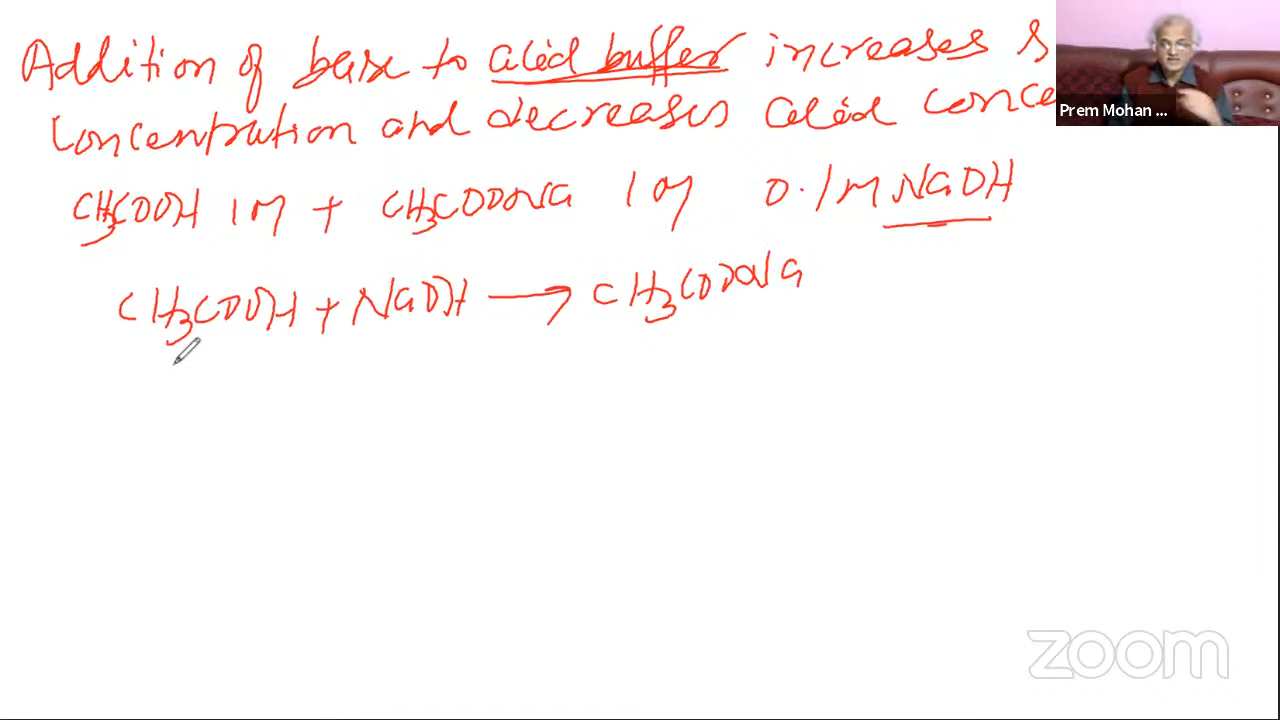 Addition of base to acid buffer increases s
Concentration and decreases acid conce
CH3COOH 1M + CH3COONa 1M 0.1M NaOH
CH3COOH + NaOH → CH3COONa
Prem Mohan ...
zoom